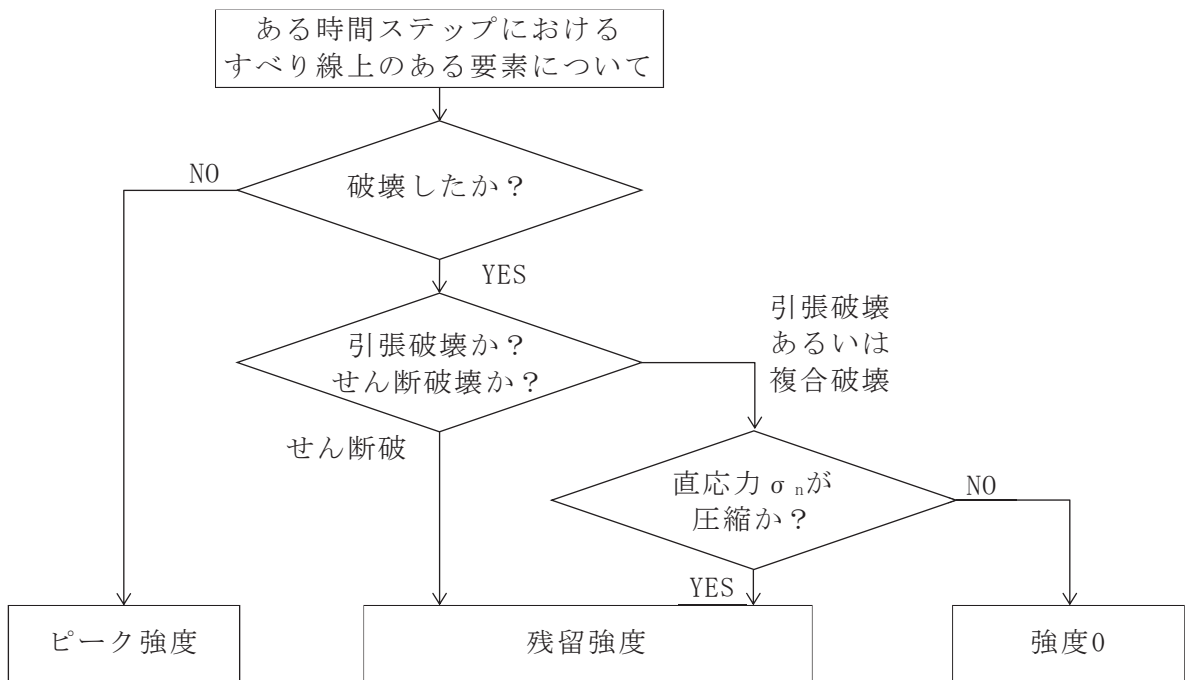 ある時間ステップにおける
すべり線上のある要素について
NO
破壊したか?
YES
引張破壊か?
せん断破壊か?
引張破壊
あるいは
複合破壊
せん断破
直応力σnが
圧縮か?
NO
YES
ピーク強度
残留強度
強度0